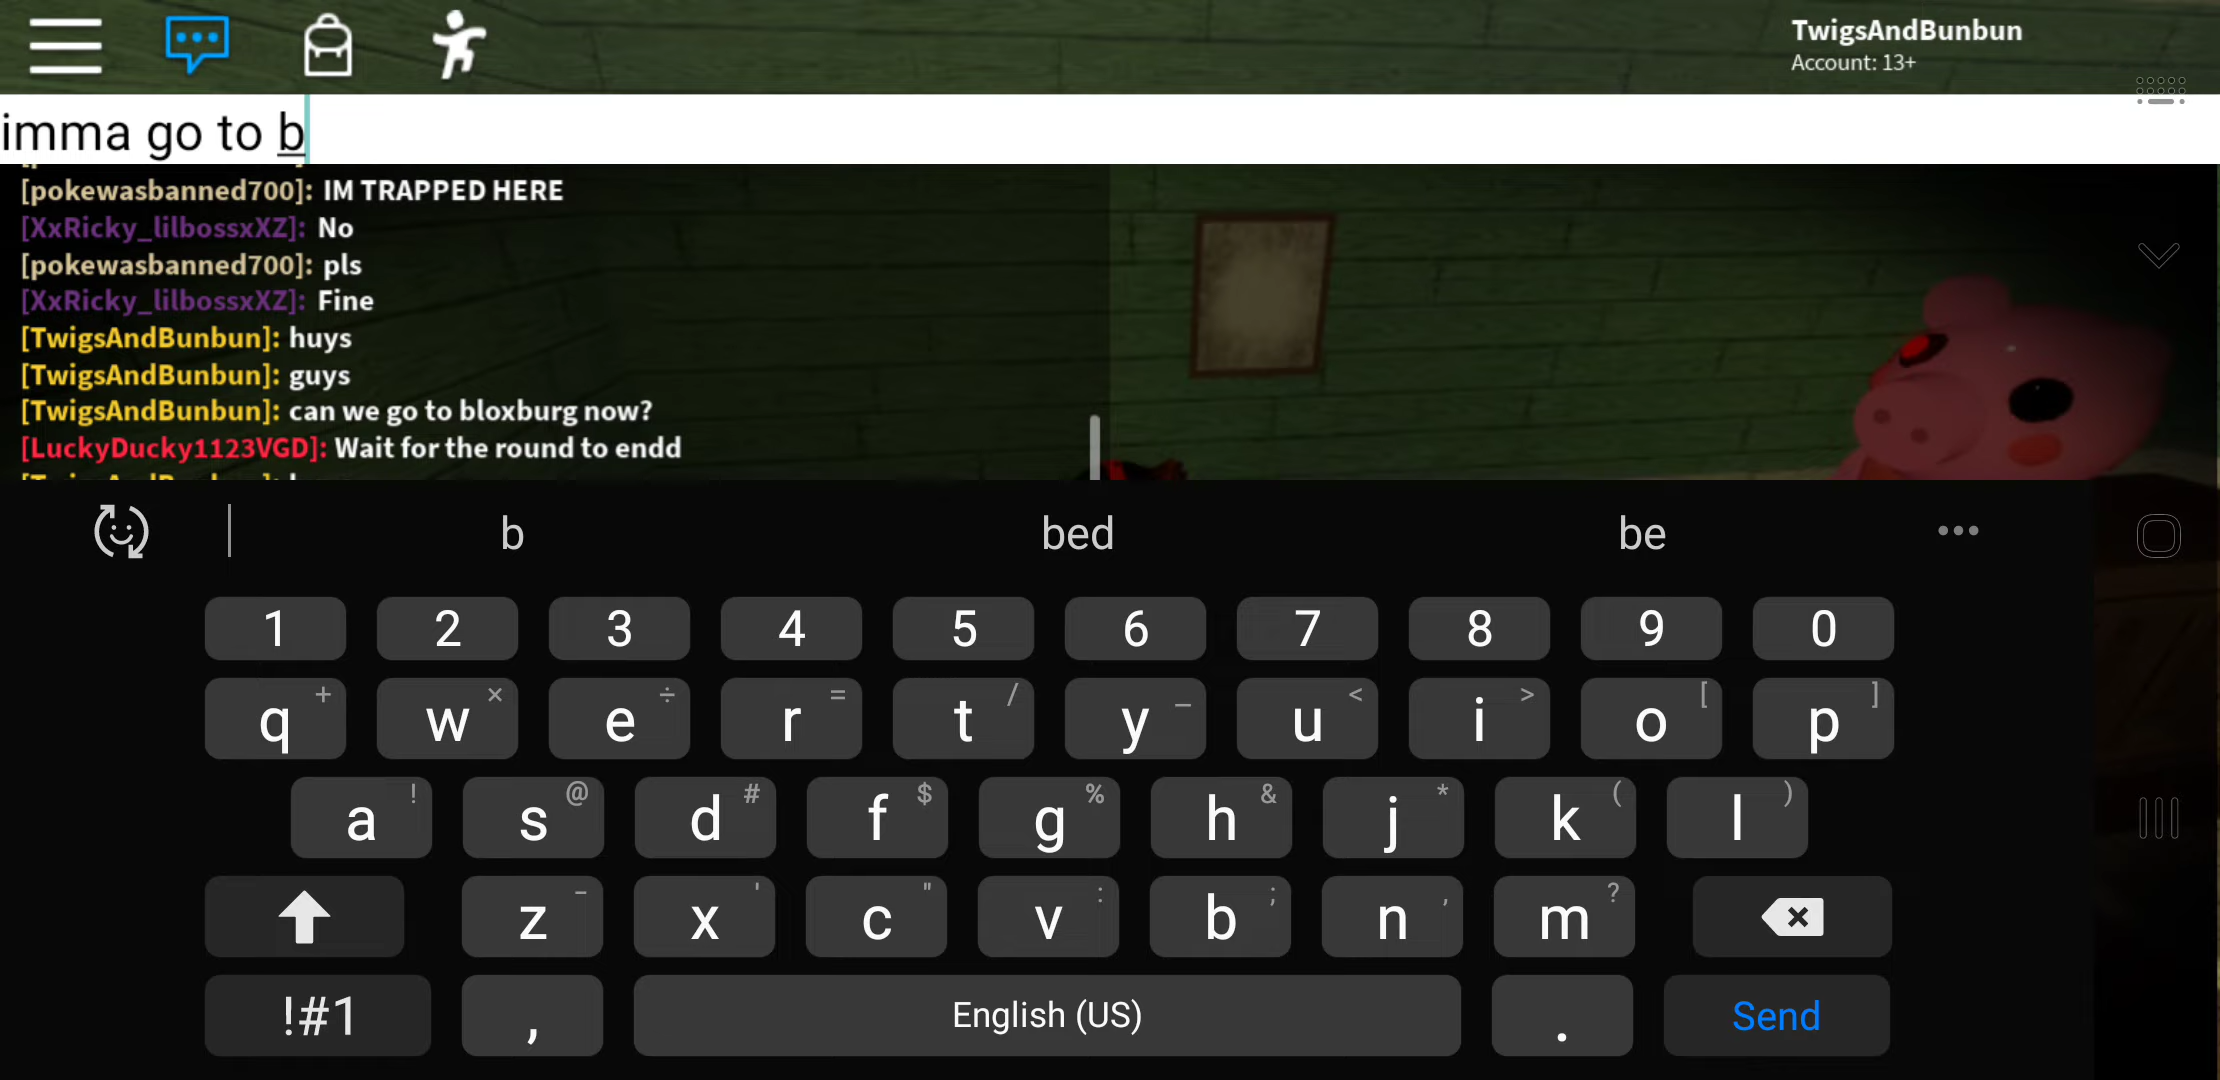 TwigsAndBunbun
Account: 13+
imma go to b
[pokewasbanned700]: IM TRAPPED HERE
[XxRicky_lilbossxXZ]: No
[pokewasbanned700]: pls
[XxRicky_lilbossxXZ]: Fine
[TwigsAndBunbun]: huys
[TwigsAndBunbun]: guys
[TwigsAndBunbun]: can we go to bloxburg now?
[LuckyDucky1123VGD]: Wait for the round to endd
b bed be •••
1 2 3 4 5 6 7 8 9 0
+ × ÷ = / _ < > [ ]
q w e r t y u i o p
! @ # $ % & * ( )
a s d f g h j k l
- ' " : ; , ?
z x c v b n m
!#1 , English (US) . Send